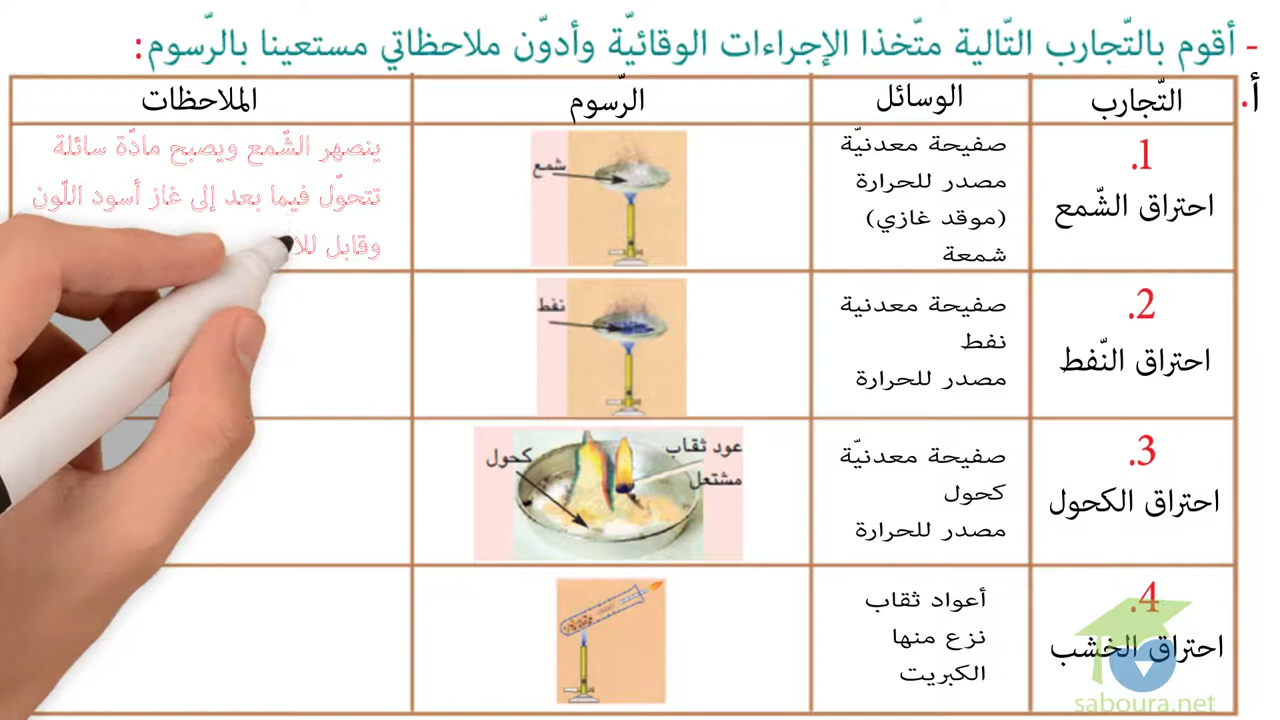 - أقوم بالتّجارب التّالية متّخذا الإجراءات الوقائيّة وأدوّن ملاحظاتي مستعينا بالرّسوم:
أ.
التّجارب
الوسائل
الرّسوم
الملاحظات
1.
احتراق الشّمع
صفيحة معدنيّة
مصدر للحرارة
(موقد غازي)
شمعة
شمع
ينصهر الشّمع ويصبح مادّة سائلة
تتحوّل فيما بعد إلى غاز أسود اللّون
وقابل
2.
احتراق النّفط
صفيحة معدنيّة
نفط
مصدر للحرارة
نفط
3.
احتراق الكحول
صفيحة معدنيّة
كحول
مصدر للحرارة
عود ثقاب
مشتعل
كحول
4.
احتراق الخشب
أعواد ثقاب
نزع منها
الكبريت
saboura.net